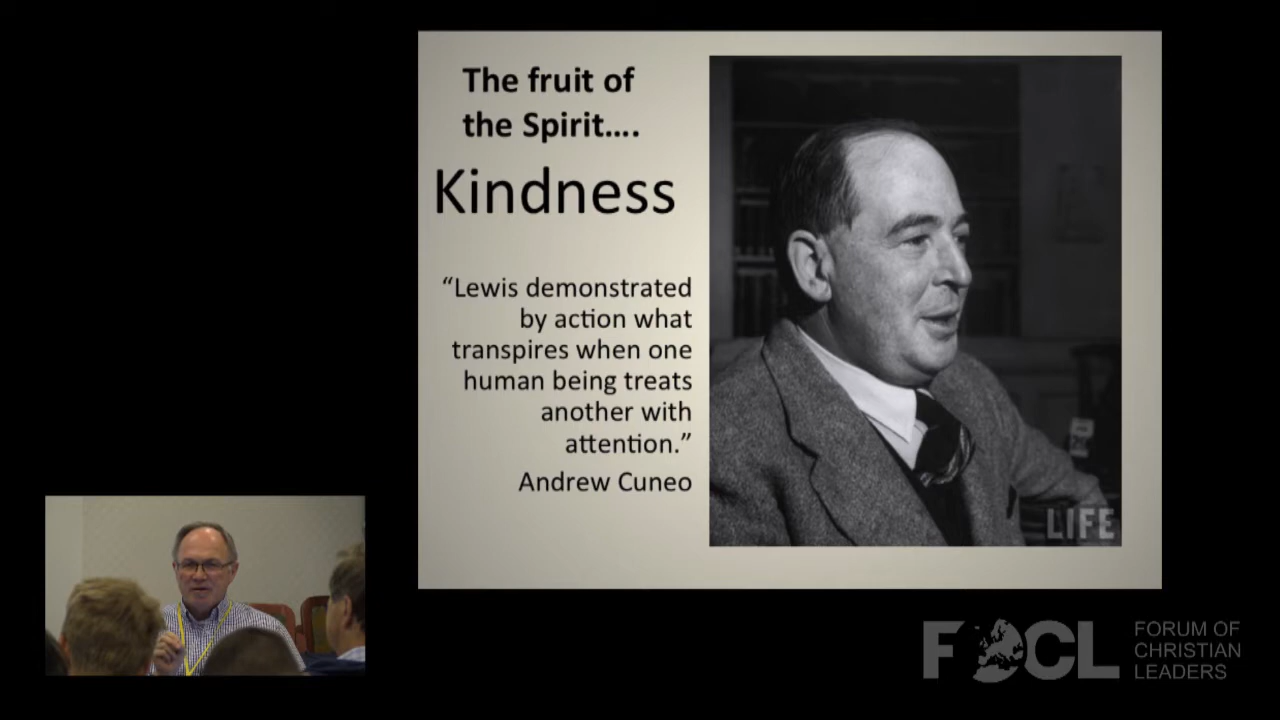 The fruit of
the Spirit....
Kindness
“Lewis demonstrated
by action what
transpires when one
human being treats
another with
attention.”
Andrew Cuneo
LIFE
FOCL
FORUM OF
CHRISTIAN
LEADERS